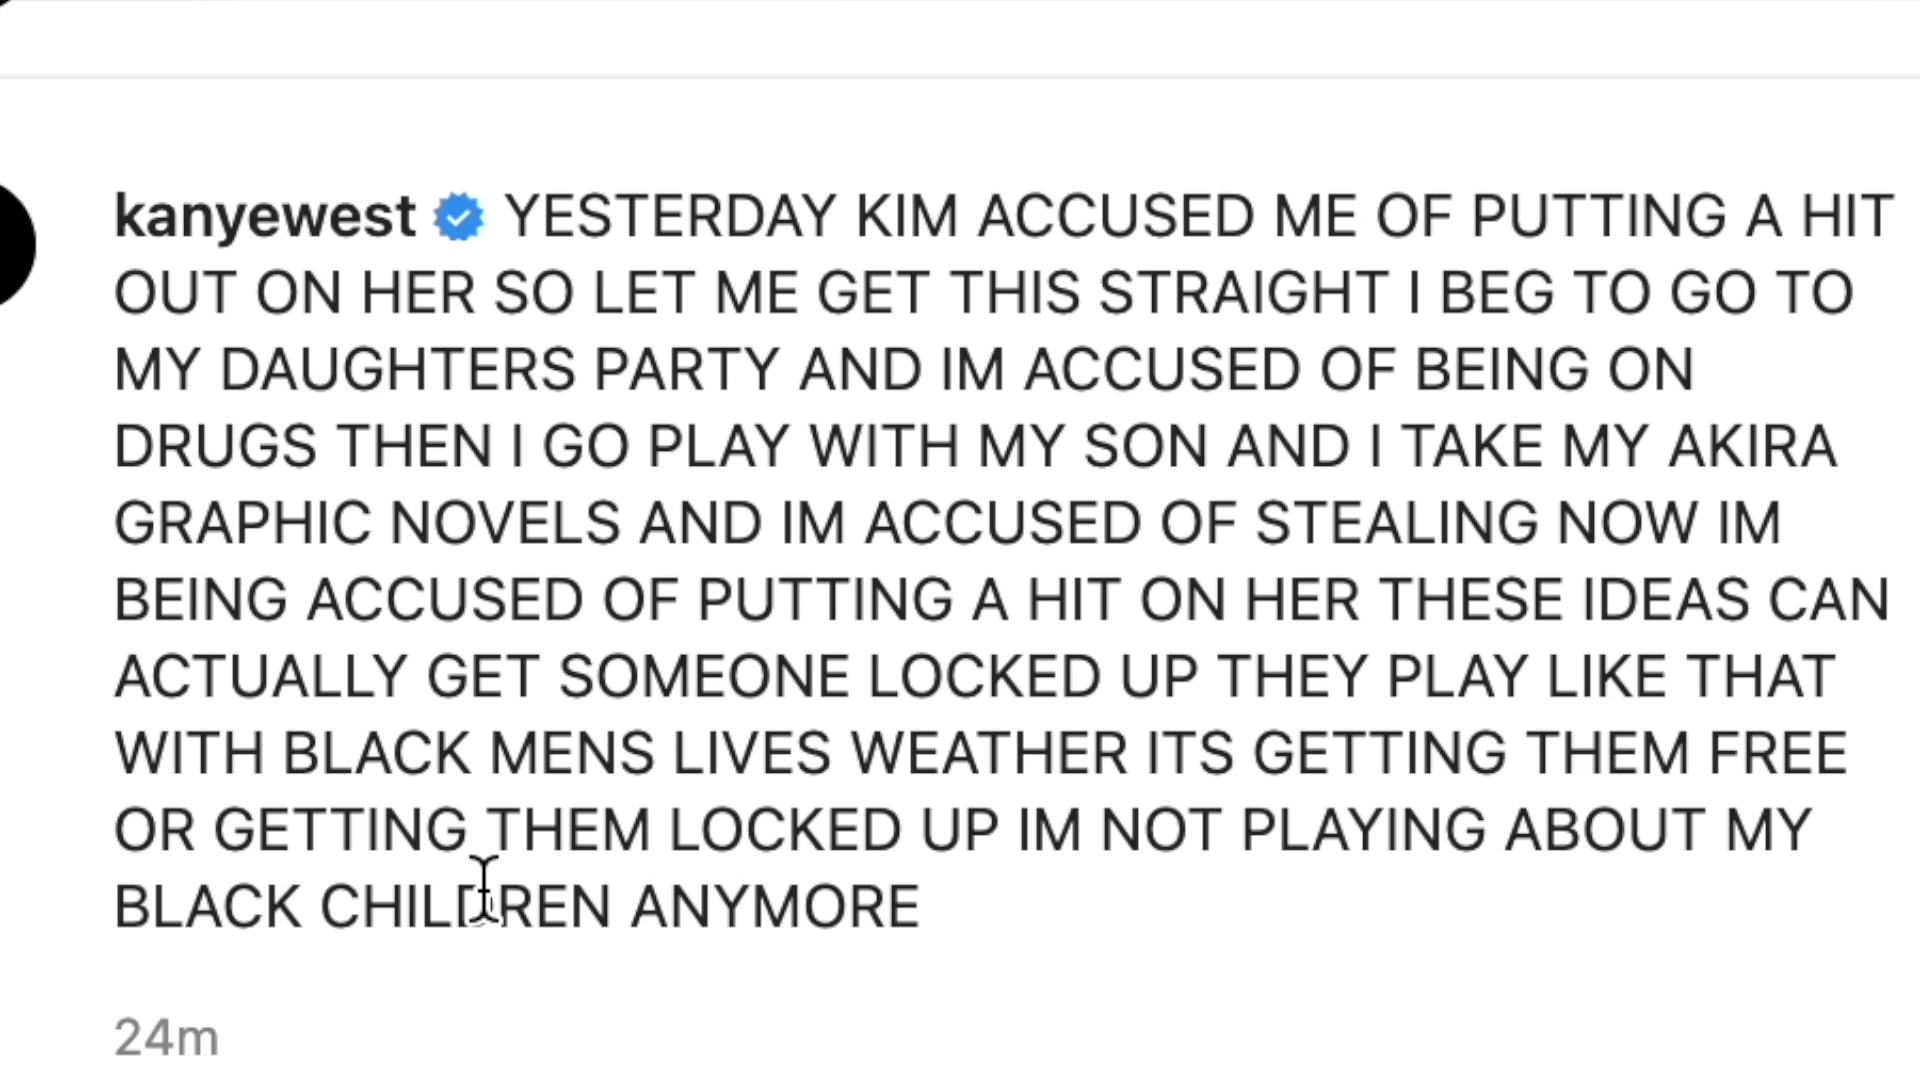 kanyewest YESTERDAY KIM ACCUSED ME OF PUTTING A HIT
OUT ON HER SO LET ME GET THIS STRAIGHT I BEG TO GO TO
MY DAUGHTERS PARTY AND IM ACCUSED OF BEING ON
DRUGS THEN I GO PLAY WITH MY SON AND I TAKE MY AKIRA
GRAPHIC NOVELS AND IM ACCUSED OF STEALING NOW IM
BEING ACCUSED OF PUTTING A HIT ON HER THESE IDEAS CAN
ACTUALLY GET SOMEONE LOCKED UP THEY PLAY LIKE THAT
WITH BLACK MENS LIVES WEATHER ITS GETTING THEM FREE
OR GETTING THEM LOCKED UP IM NOT PLAYING ABOUT MY
BLACK CHILDREN ANYMORE
24m